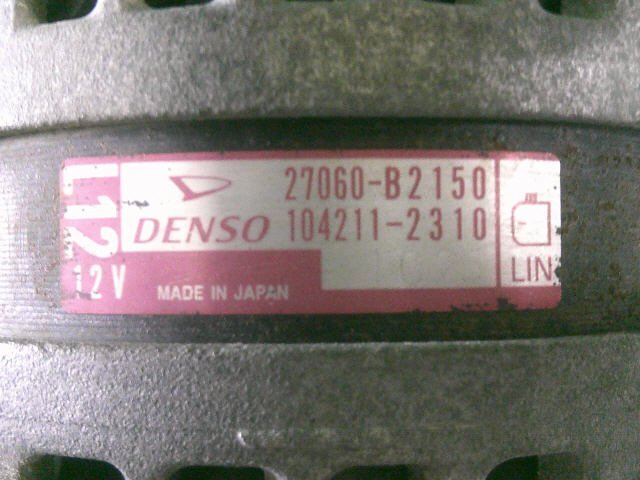 L12
27060-B2150
DENSO 104211-2310
12V
MADE IN JAPAN
LIN